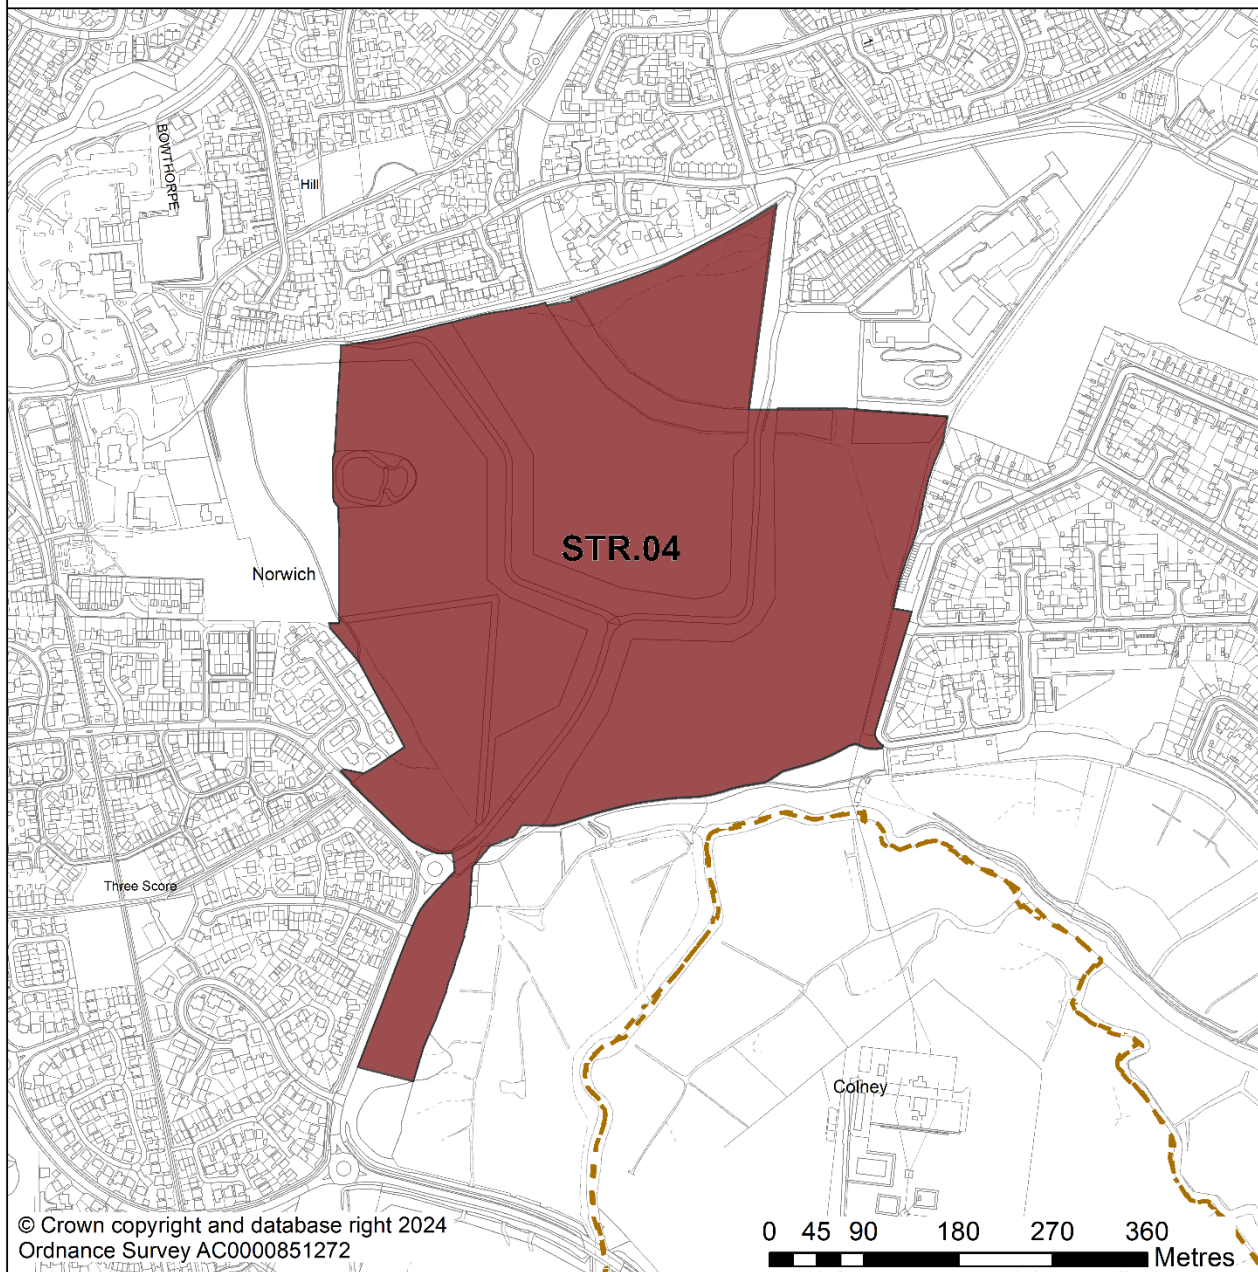 BOWTHORPE
Hill
STR.04
Norwich
Three Score
Colney
© Crown copyright and database right 2024
Ordnance Survey AC0000851272
0 45 90 180 270 360
Metres